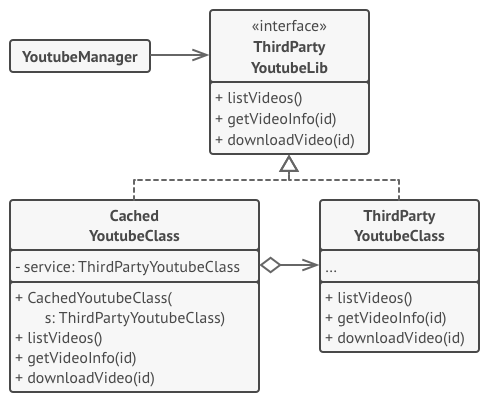 YoutubeManager
«interface»
ThirdParty
YoutubeLib
+ listVideos()
+ getVideoInfo(id)
+ downloadVideo(id)
Cached
YoutubeClass
- service: ThirdPartyYoutubeClass
+ CachedYoutubeClass(
s: ThirdPartyYoutubeClass)
+ listVideos()
+ getVideoInfo(id)
+ downloadVideo(id)
ThirdParty
YoutubeClass
...
+ listVideos()
+ getVideoInfo(id)
+ downloadVideo(id)